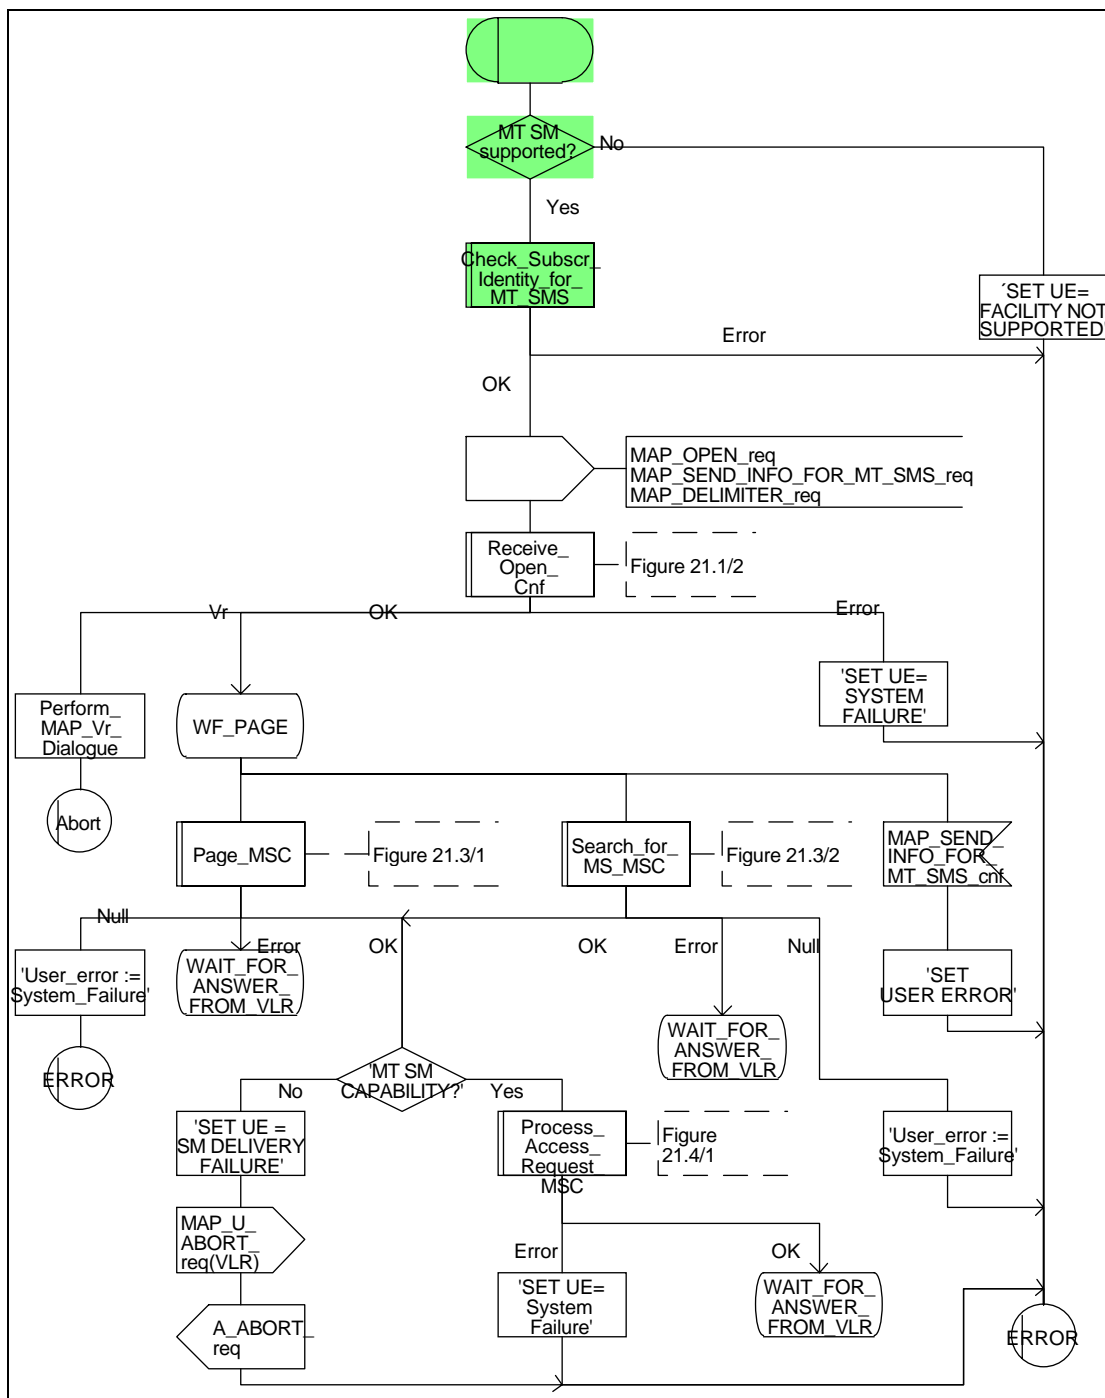 MT SM
supported?
No
Yes
Check_Subscr_
Identity_for_
MT_SMS
´SET UE=
FACILITY NOT
SUPPORTED'
Error
OK
MAP_OPEN_req
MAP_SEND_INFO_FOR_MT_SMS_req
MAP_DELIMITER_req
Receive_
Open_
Cnf
Figure 21.1/2
Vr
OK
Error
Perform_
MAP_Vr_
Dialogue
WF_PAGE
'SET UE=
SYSTEM
FAILURE'
Abort
Page_MSC
Figure 21.3/1
Search_for_
MS_MSC
Figure 21.3/2
MAP_SEND_
INFO_FOR_
MT_SMS_cnf
Null
Error
OK
OK
Error
Null
'User_error :=
System_Failure'
WAIT_FOR_
ANSWER_
FROM_VLR
'SET
USER ERROR'
WAIT_FOR_
ANSWER_
FROM_VLR
ERROR
'MT SM
CAPABILITY?'
No
Yes
'SET UE =
SM DELIVERY
FAILURE'
Process_
Access_
Request_
MSC
Figure
21.4/1
'User_error :=
System_Failure'
MAP_U_
ABORT_
req(VLR)
Error
OK
'SET UE=
System
Failure'
WAIT_FOR_
ANSWER_
FROM_VLR
A_ABORT_
req
ERROR